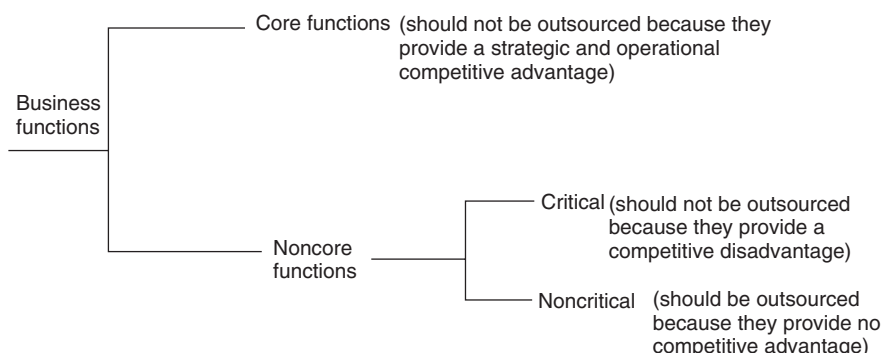 Core functions (should not be outsourced because they
provide a strategic and operational
competitive advantage)
Business
functions
Critical (should not be outsourced
because they provide a
competitive disadvantage)
Noncore
functions
Noncritical (should be outsourced
because they provide no
competitive advantage)